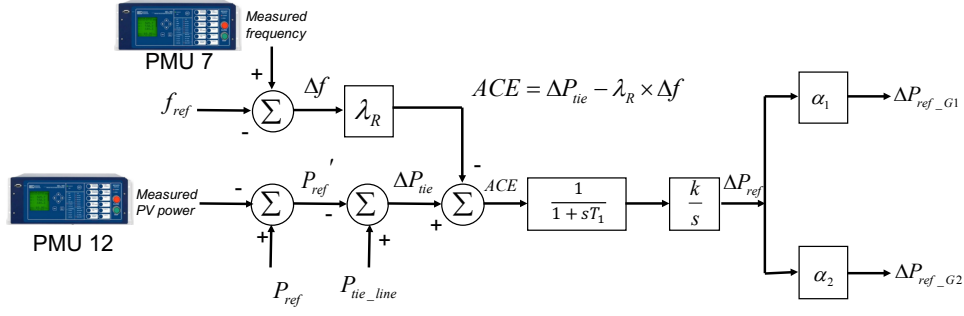 Measured
frequency
PMU 7
+
Δf
ACE = ΔP_tie − λ_R × Δf
f_ref
Σ
λ_R
-
α_1
ΔP_ref_G1
-
Measured
PV power
PMU 12
-
Σ
P_ref'
-
Σ
ΔP_tie
+
Σ
ACE
1
1 + sT_1
k
s
ΔP_ref
+
+
P_ref
P_tie_line
α_2
ΔP_ref_G2